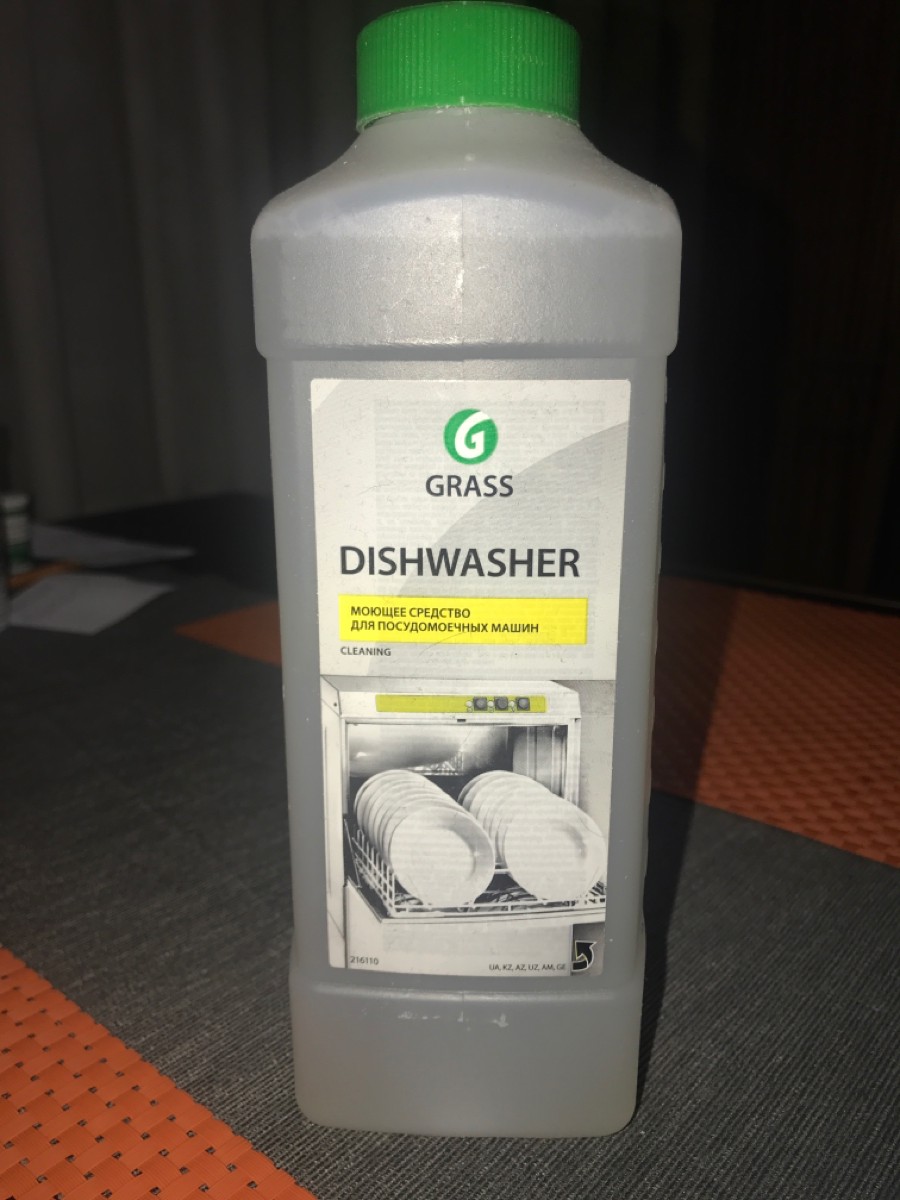 GRASS
DISHWASHER
МОЮЩЕЕ СРЕДСТВО
ДЛЯ ПОСУДОМОЕЧНЫХ МАШИН
CLEANING
216110
UA, KZ, AZ, UZ, AM, GE